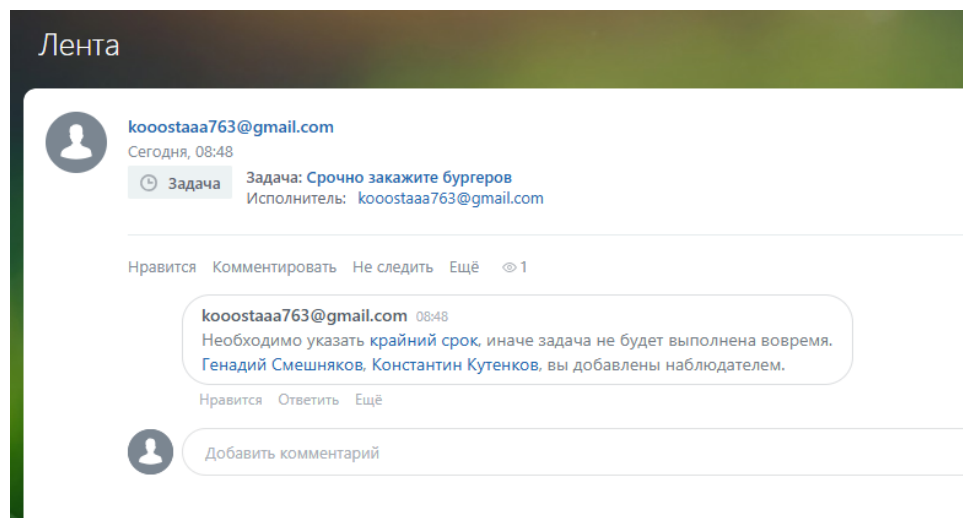 Лента
kooostaaa763@gmail.com
Сегодня, 08:48
Задача
Задача: Срочно закажите бургеров
Исполнитель: kooostaaa763@gmail.com
Нравится Комментировать Не следить Ещё 1
kooostaaa763@gmail.com 08:48
Необходимо указать крайний срок, иначе задача не будет выполнена вовремя.
Генадий Смешняков, Константин Кутенков, вы добавлены наблюдателем.
Нравится Ответить Ещё
Добавить комментарий